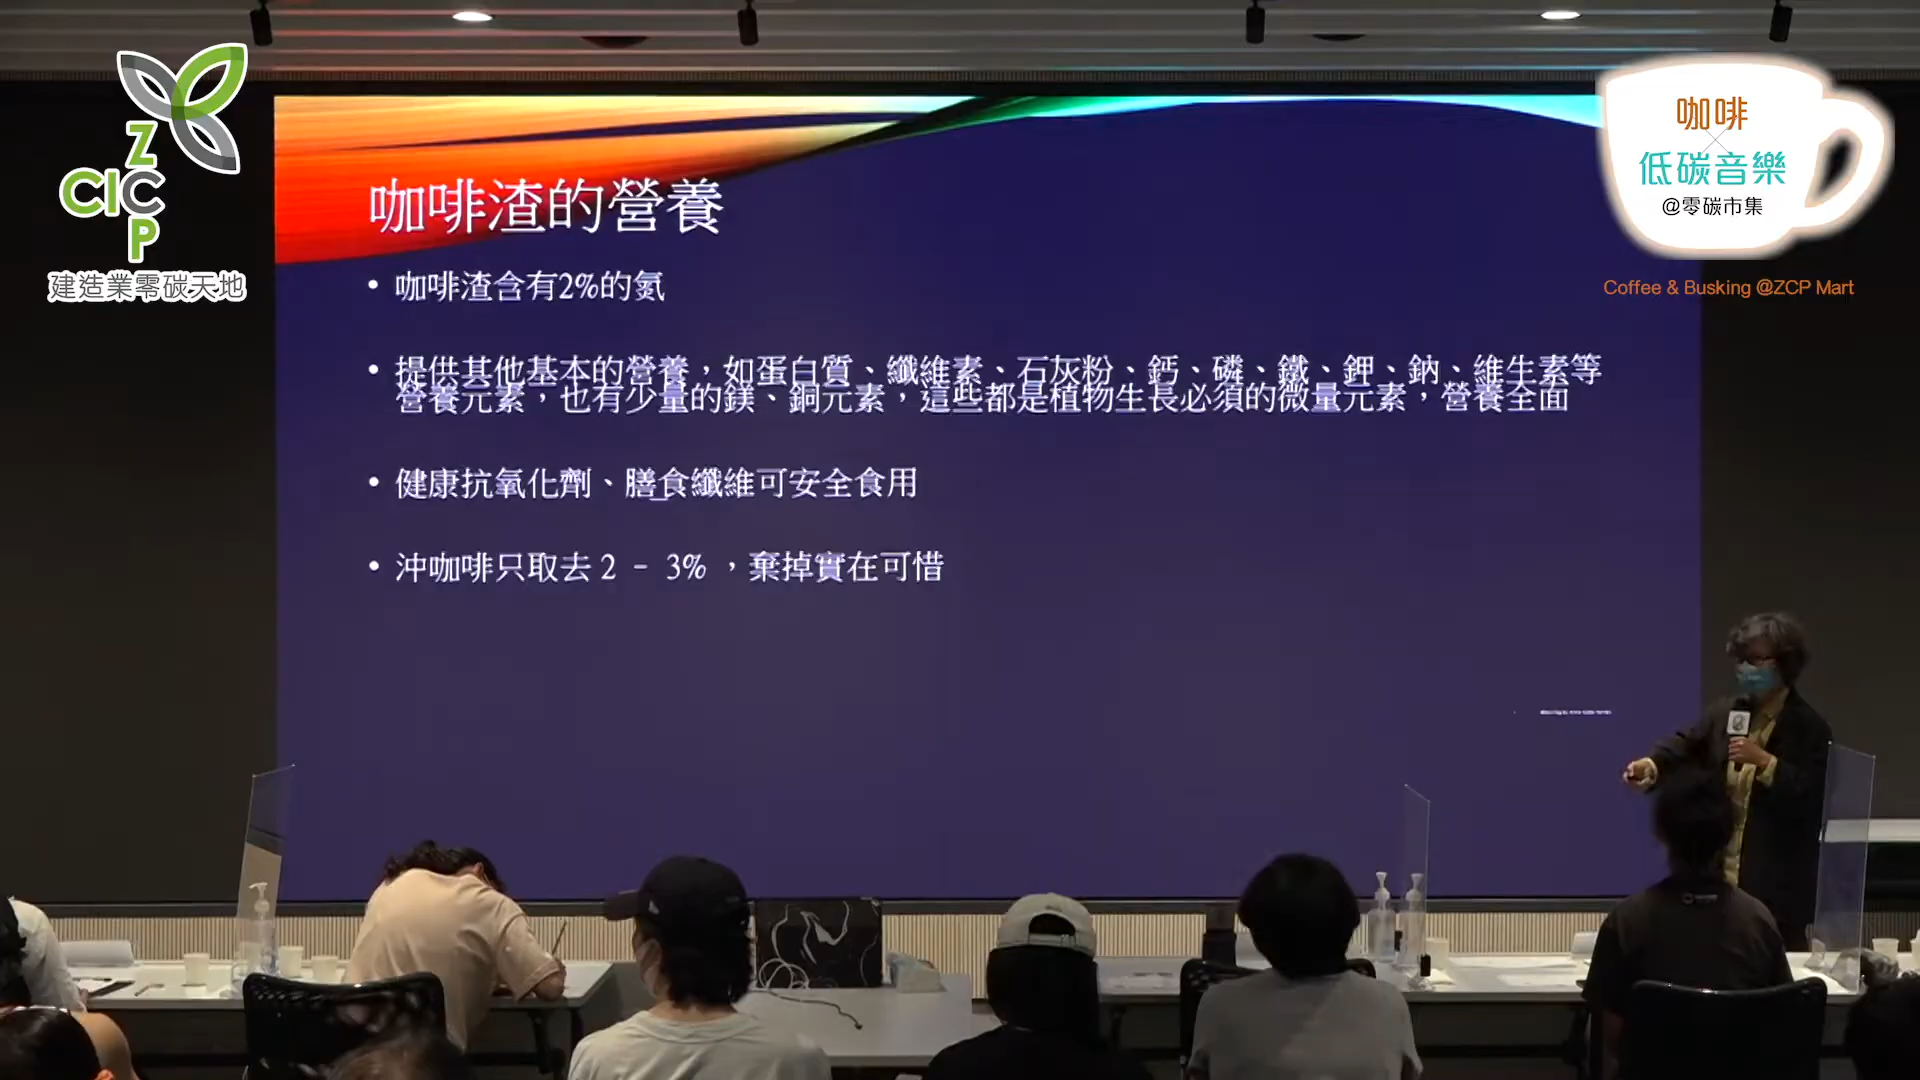 Z
CIC
P
建造業零碳天地
咖啡
×
低碳音樂
@零碳市集
Coffee & Busking @ZCP Mart
咖啡渣的營養
• 咖啡渣含有2%的氮
• 提供其他基本的營養，如蛋白質、纖維素、石灰粉、鈣、磷、鐵、鉀、鈉、維生素等
營養元素，也有少量的鎂、銅元素，這些都是植物生長必須的微量元素，營養全面
• 健康抗氧化劑、膳食纖維可安全食用
• 沖咖啡只取去 2 – 3% ，棄掉實在可惜